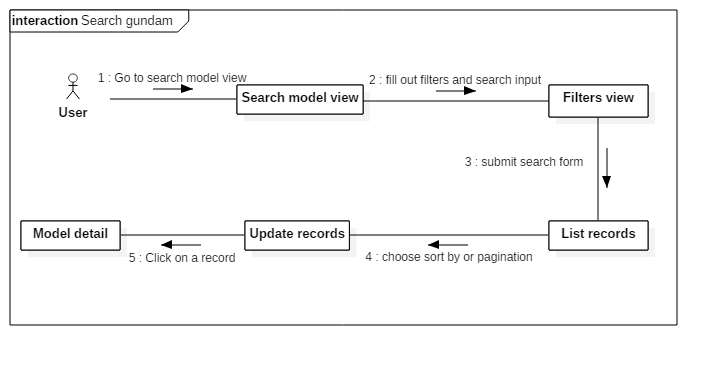 interaction Search gundam
1 : Go to search model view
2 : fill out filters and search input
User
Search model view
Filters view
3 : submit search form
Model detail
Update records
List records
5 : Click on a record
4 : choose sort by or pagination